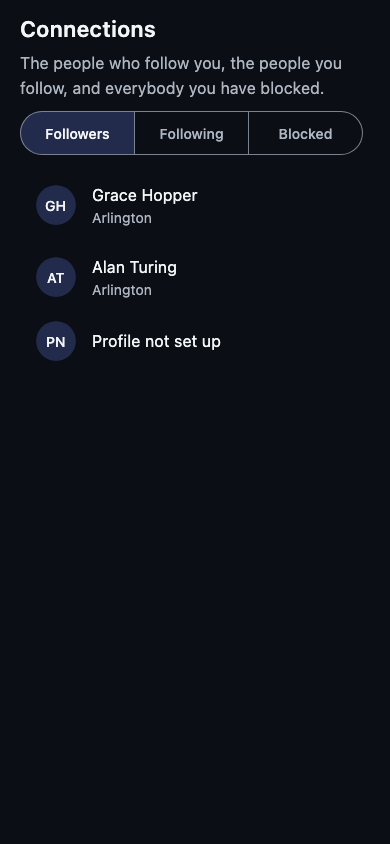 Connections
The people who follow you, the people you
follow, and everybody you have blocked.
Followers
Following
Blocked
GH
Grace Hopper
Arlington
AT
Alan Turing
Arlington
PN
Profile not set up